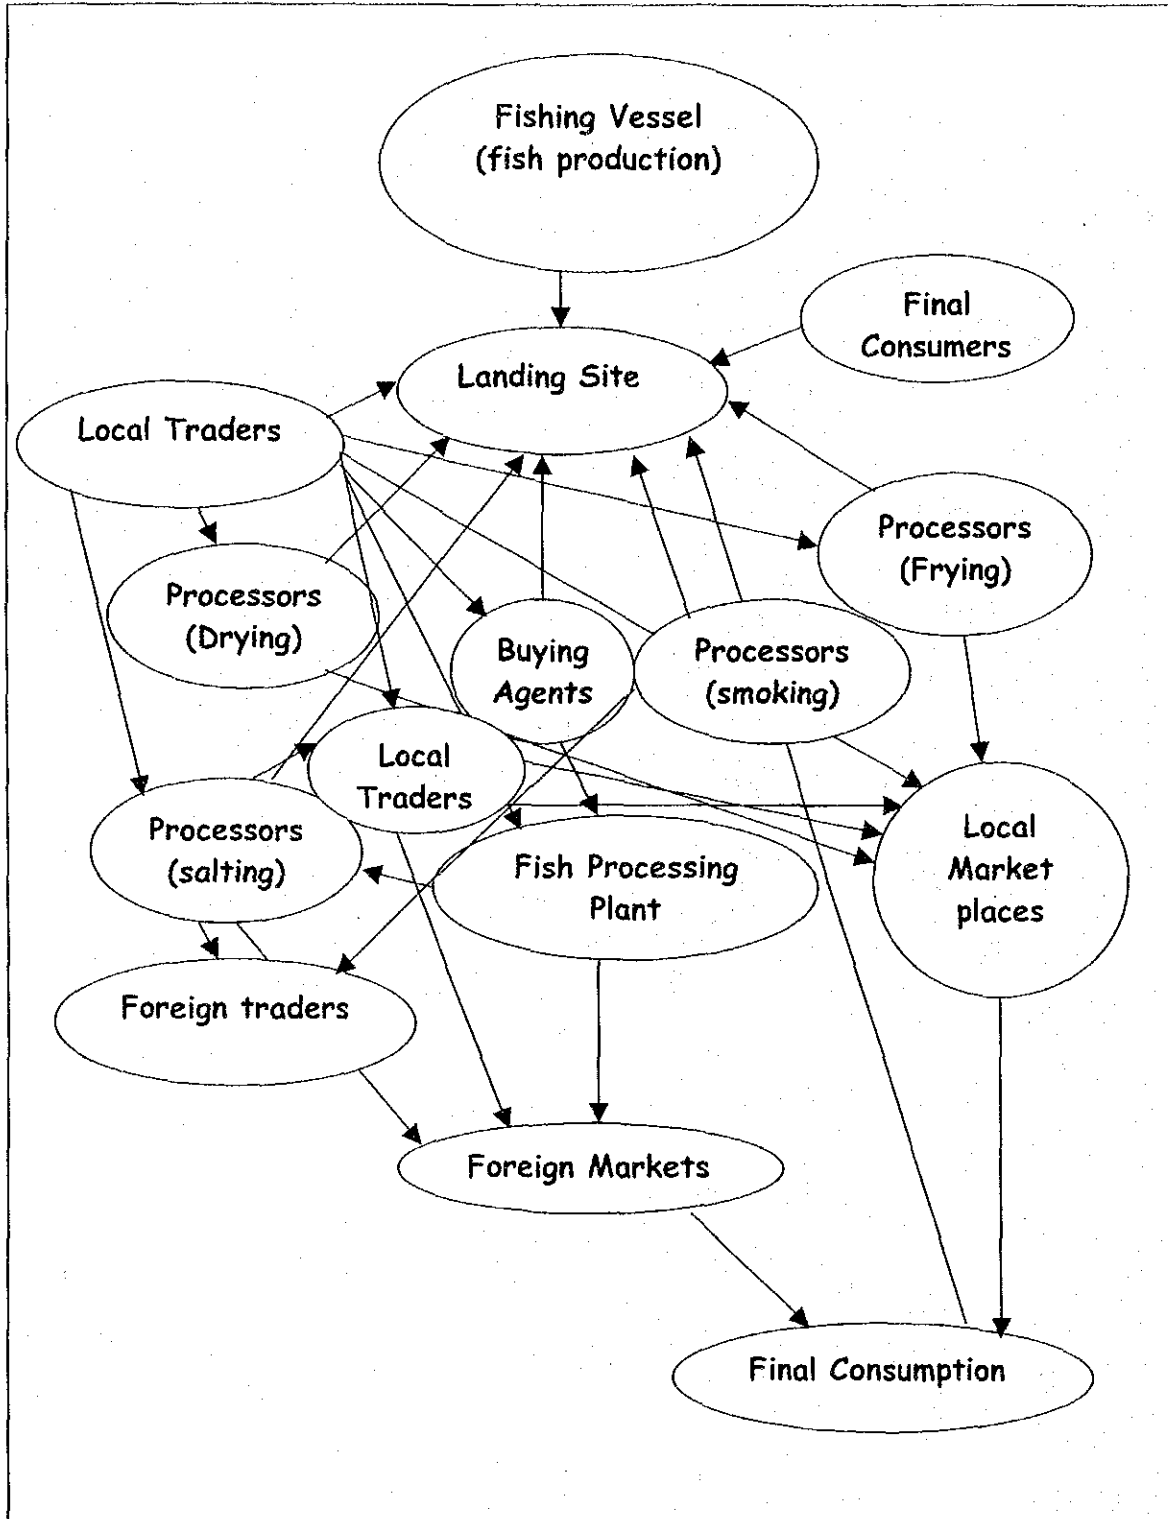 Fishing Vessel
(fish production)
Final
Consumers
Landing Site
Local Traders
Processors
(Frying)
Processors
(Drying)
Buying
Agents
Processors
(smoking)
Local
Traders
Processors
(salting)
Local
Market
places
Fish Processing
Plant
Foreign traders
Foreign Markets
Final Consumption